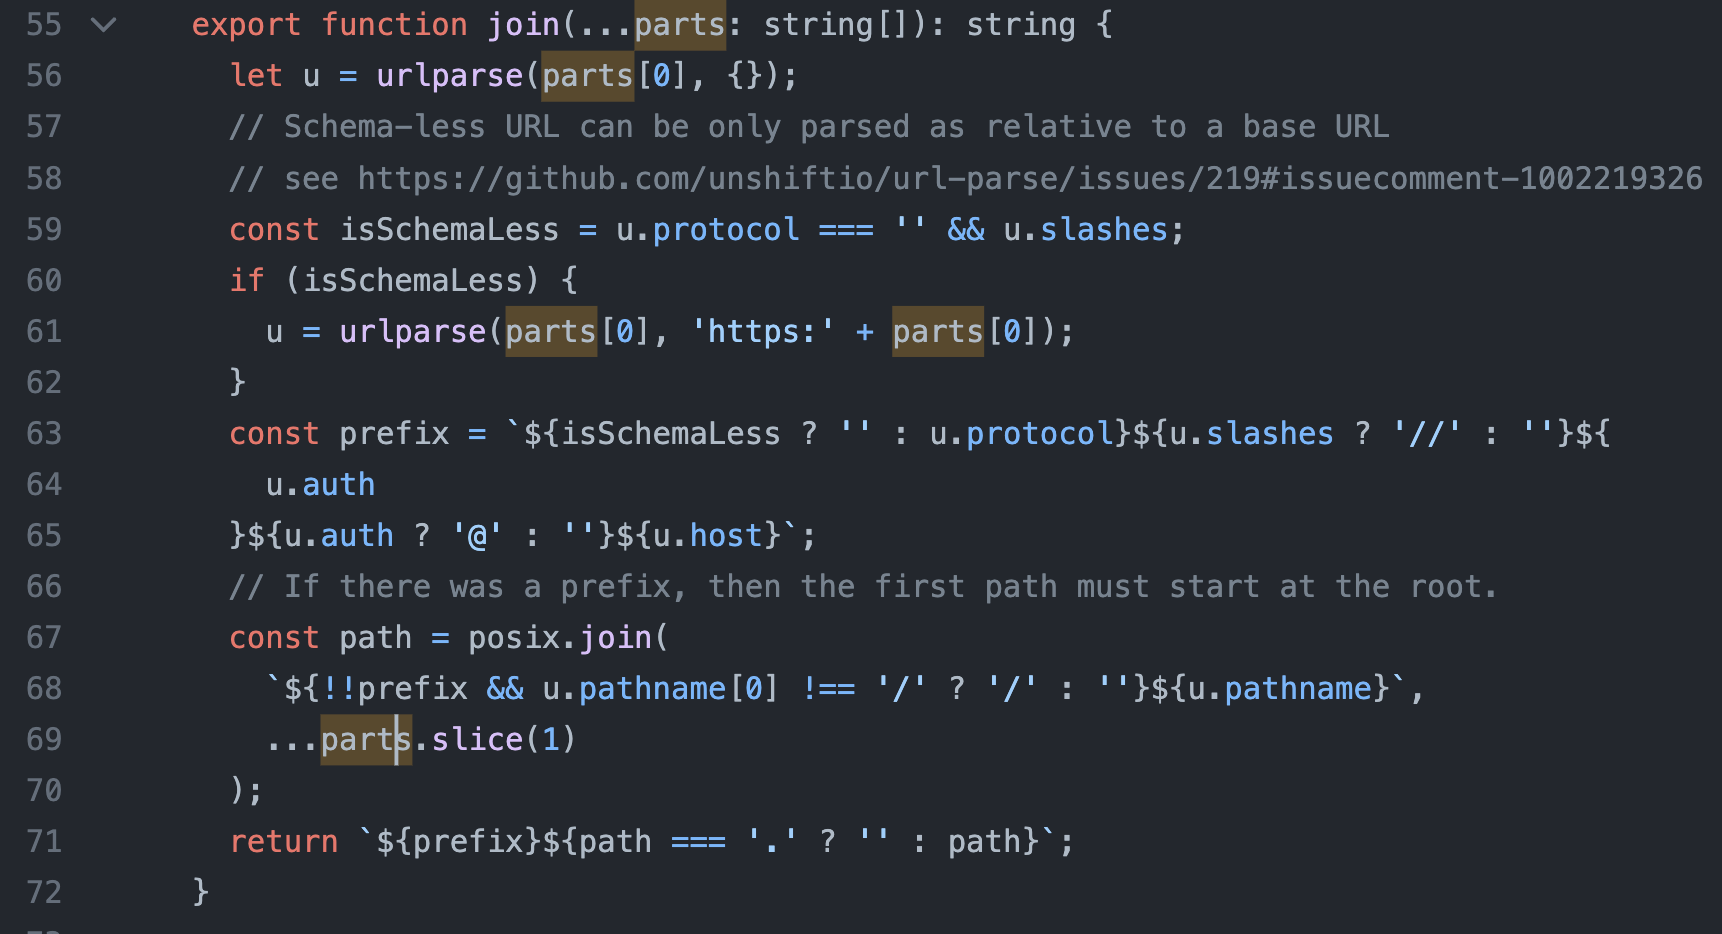 55 export function join(...parts: string[]): string {
56 let u = urlparse(parts[0], {});
57 // Schema-less URL can be only parsed as relative to a base URL
58 // see https://github.com/unshiftio/url-parse/issues/219#issuecomment-1002219326
59 const isSchemaLess = u.protocol === '' && u.slashes;
60 if (isSchemaLess) {
61 u = urlparse(parts[0], 'https:' + parts[0]);
62 }
63 const prefix = `${isSchemaLess ? '' : u.protocol}${u.slashes ? '//' : ''}${
64 u.auth
65 }${u.auth ? '@' : ''}${u.host}`;
66 // If there was a prefix, then the first path must start at the root.
67 const path = posix.join(
68 `${!!prefix && u.pathname[0] !== '/' ? '/' : ''}${u.pathname}`,
69 ...parts.slice(1)
70 );
71 return `${prefix}${path === '.' ? '' : path}`;
72 }